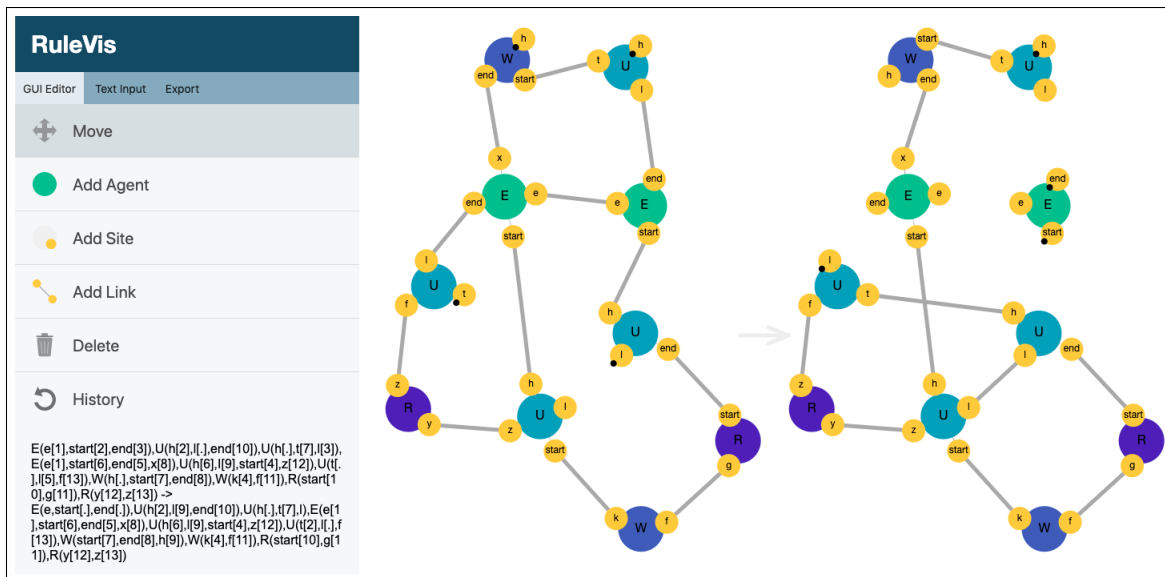 RuleVis
GUI Editor Text Input Export
Move
Add Agent
Add Site
Add Link
Delete
History
E(e[1],start[2],end[3]),U(h[2],l[.],end[10]),U(h[.],t[7],l[3]),
E(e[1],start[6],end[5],x[8]),U(h[6],l[9],start[4],z[12]),U(t[
.],l[5],f[13]),W(h[.],start[7],end[8]),W(k[4],f[11]),R(start[1
0],g[11]),R(y[12],z[13]) ->
E(e,start[.],end[.]),U(h[2],l[9],end[10]),U(h[.],t[7],l),E(e[1
],start[6],end[5],x[8]),U(h[6],l[9],start[4],z[12]),U(t[2],l[.],f
[13]),W(start[7],end[8],h[9]),W(k[4],f[11]),R(start[10],g[1
1]),R(y[12],z[13])
h
W
end
start
t
h
U
l
x
E
end
e
start
e
end
E
start
l
U
f
t
h
U
l
end
z
R
y
h
U
l
z
start
start
R
g
k
W
f
start
W
h
end
t
h
U
l
x
E
end
e
start
end
e
E
start
l
U
f
t
h
U
l
end
z
R
y
h
U
l
z
start
start
R
g
k
W
f